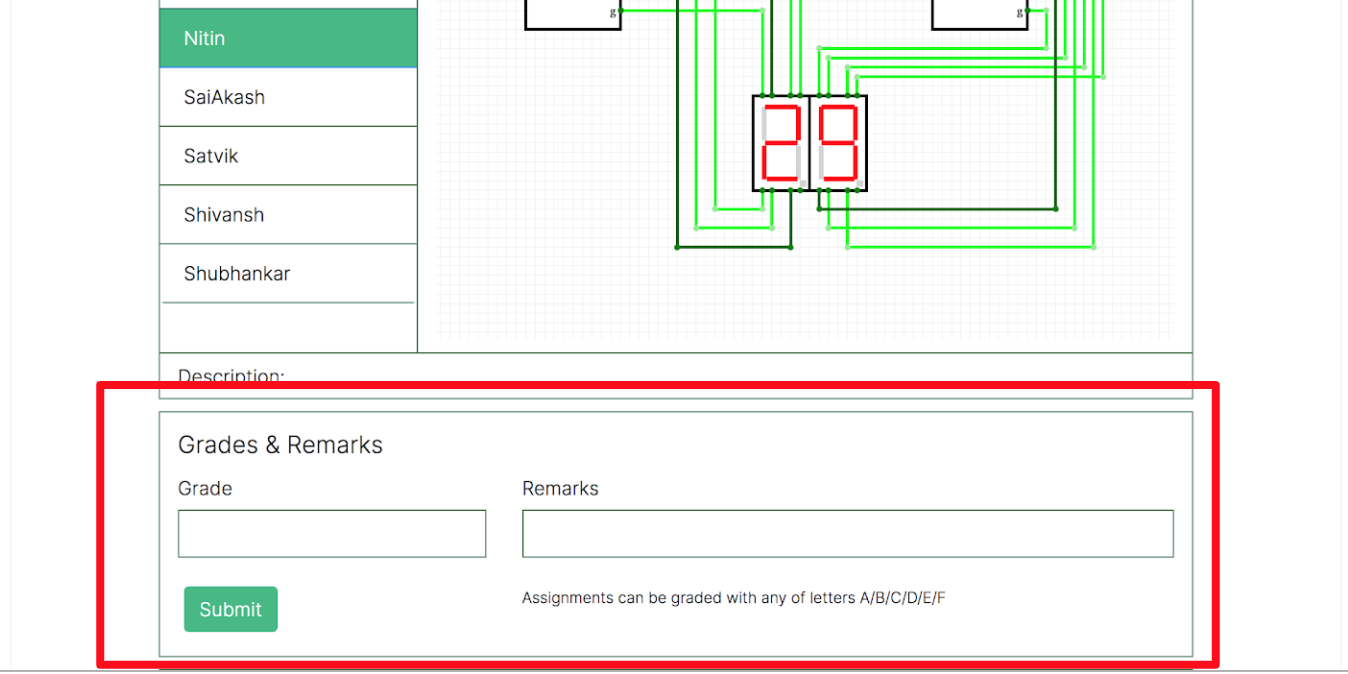 Nitin
SaiAkash
Satvik
Shivansh
Shubhankar
g
g
Description:
Grades & Remarks
Grade
Remarks
Submit
Assignments can be graded with any of letters A/B/C/D/E/F